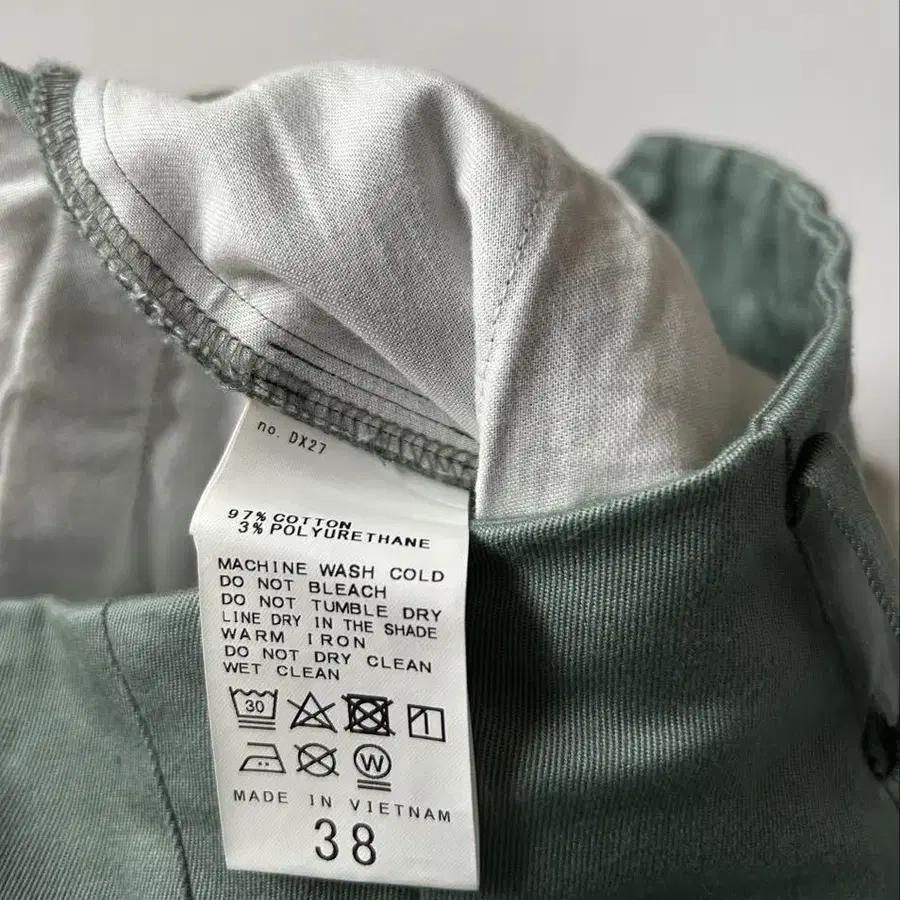 no. DX27
97% COTTON
3% POLYURETHANE
MACHINE WASH COLD
DO NOT BLEACH
DO NOT TUMBLE DRY
LINE DRY IN THE SHADE
WARM IRON
DO NOT DRY CLEAN
WET CLEAN
30
W
MADE IN VIETNAM
38